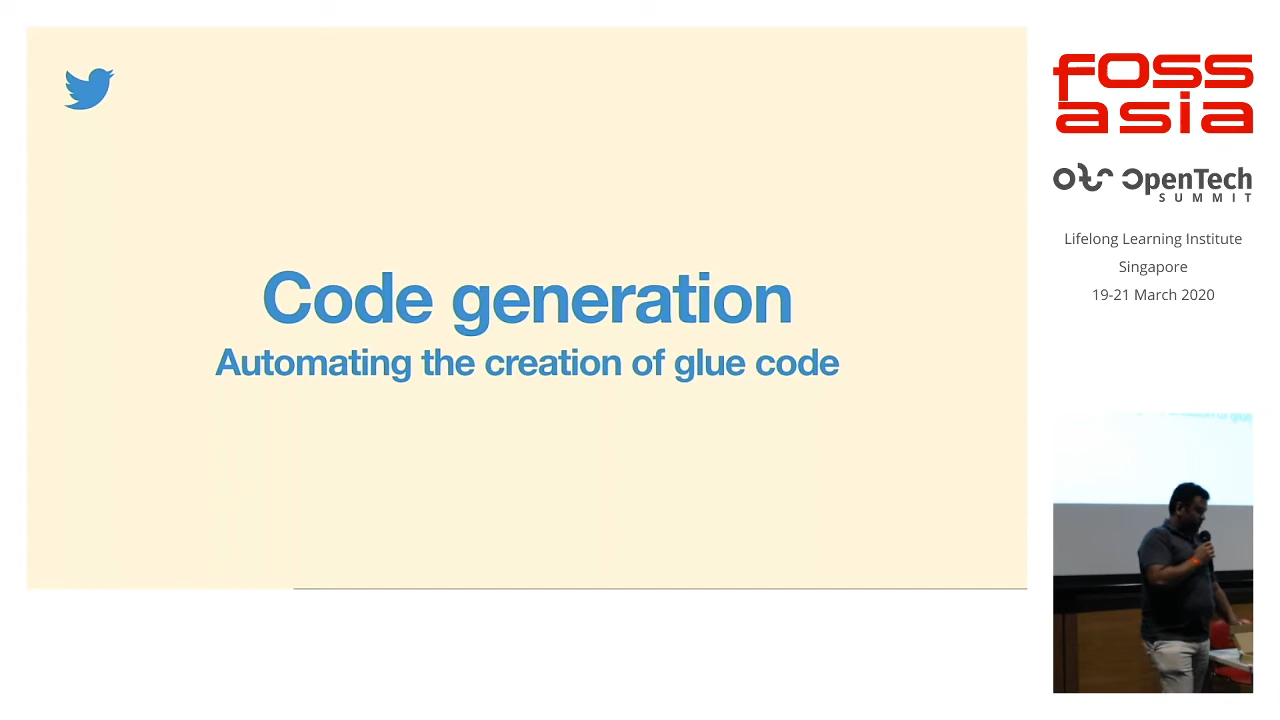 Code generation
Automating the creation of glue code
foss
asia
OpenTech
SUMMIT
Lifelong Learning Institute
Singapore
19-21 March 2020